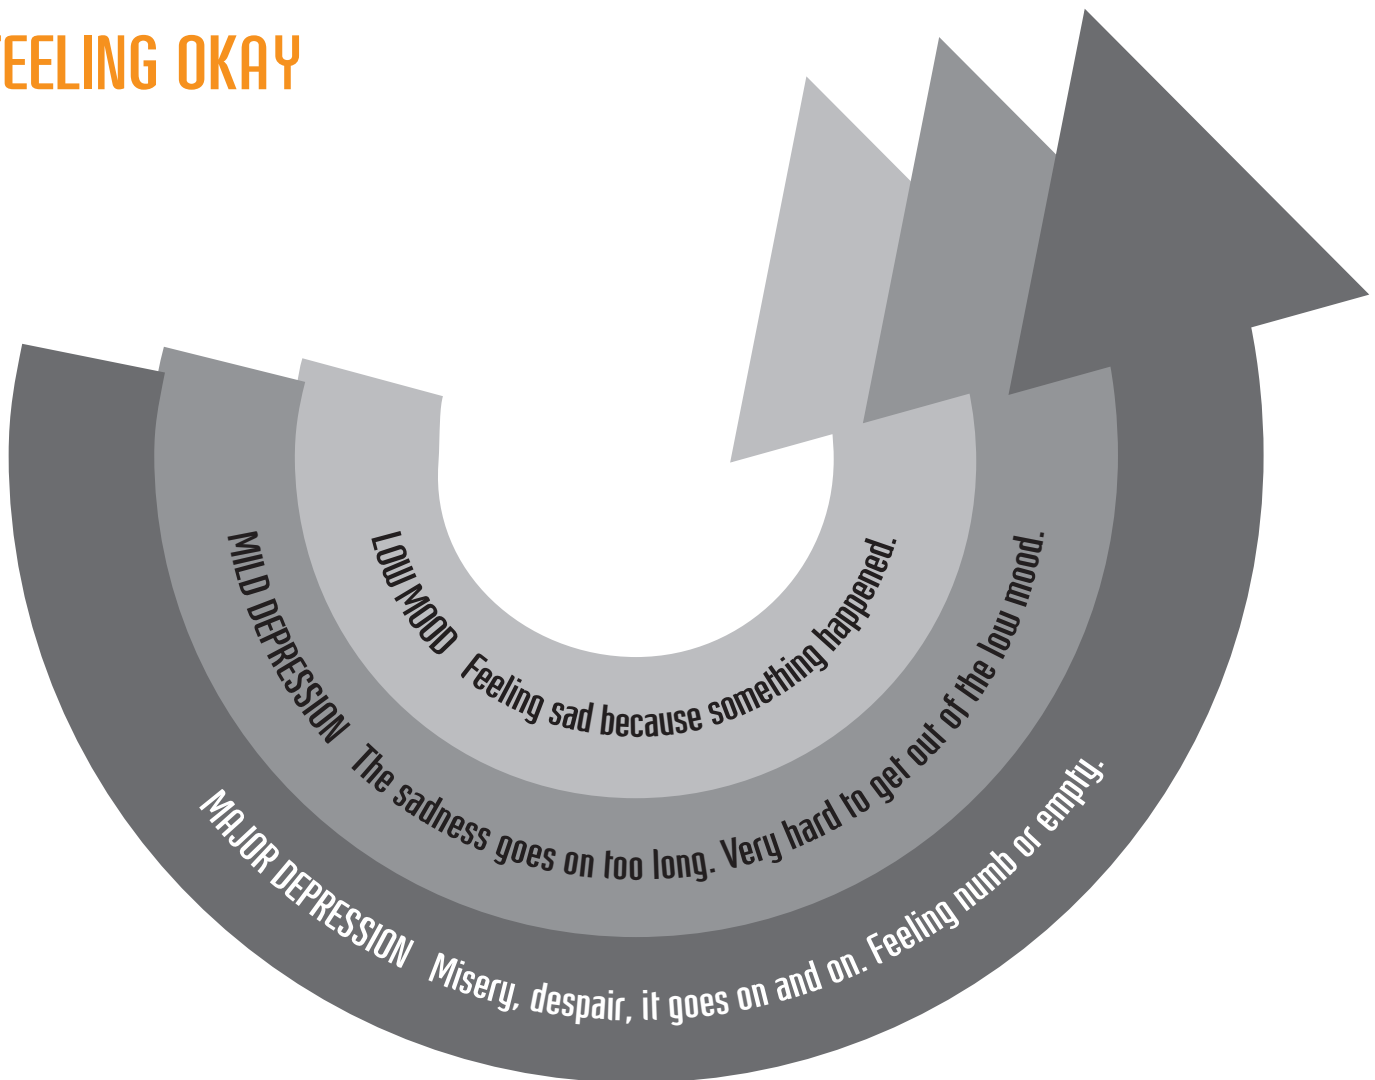 FEELING OKAY
LOW MOOD Feeling sad because something happened.
MILD DEPRESSION The sadness goes on too long. Very hard to get out of the low mood.
MAJOR DEPRESSION Misery, despair, it goes on and on. Feeling numb or empty.